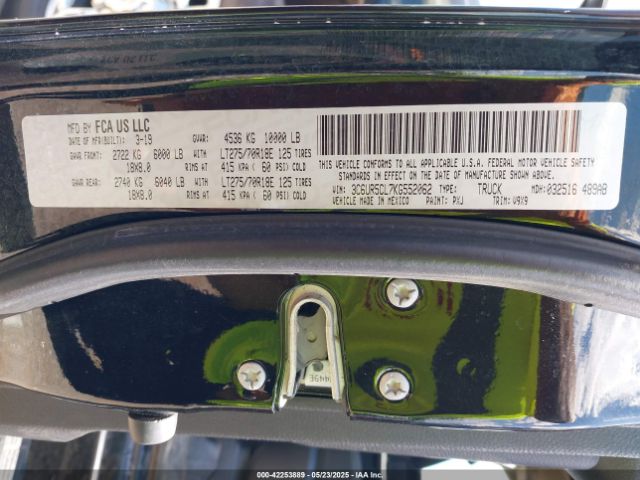 MFD BY FCA US LLC
DATE OF MFR(BUILT): 3-19
GVWR: 4536 KG 10000 LB
GAWR FRONT: 2722 KG 6000 LB WITH LT275/70R18E 125 TIRES
18X8.0 RIMS AT 415 KPA ( 60 PSI) COLD
GAWR REAR: 2740 KG 6040 LB WITH LT275/70R18E 125 TIRES
18X8.0 RIMS AT 415 KPA ( 60 PSI) COLD
THIS VEHICLE CONFORMS TO ALL APPLICABLE U.S.A. FEDERAL MOTOR VEHICLE
SAFETY STANDARDS IN EFFECT ON THE DATE OF MANUFACTURE SHOWN ABOVE.
VIN: 3C6UR5CL7KG552062 TYPE: TRUCK MDH: 032516 489AB
VEHICLE MADE IN MEXICO PAINT: PXJ TRIM: V9X9
000-42253889 - 05/23/2025 - IAAI.COM